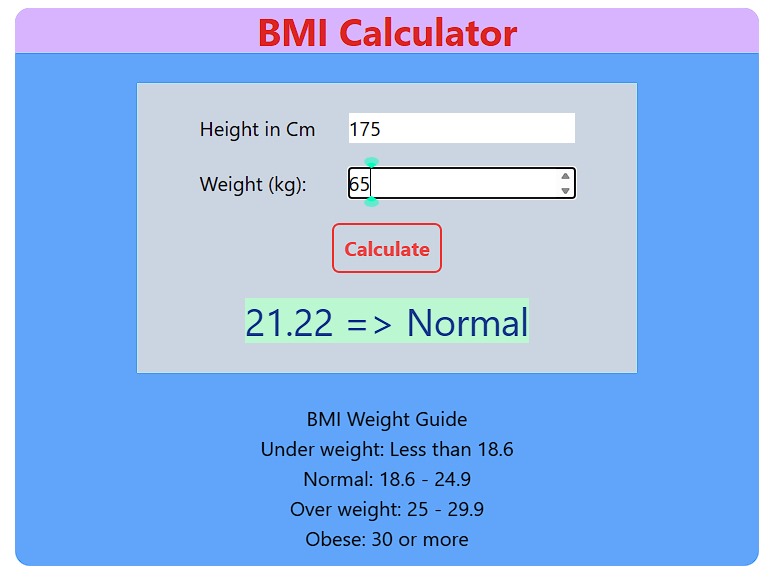 BMI Calculator
Height in Cm 175
Weight (kg): 65
Calculate
21.22 => Normal
BMI Weight Guide
Under weight: Less than 18.6
Normal: 18.6 - 24.9
Over weight: 25 - 29.9
Obese: 30 or more